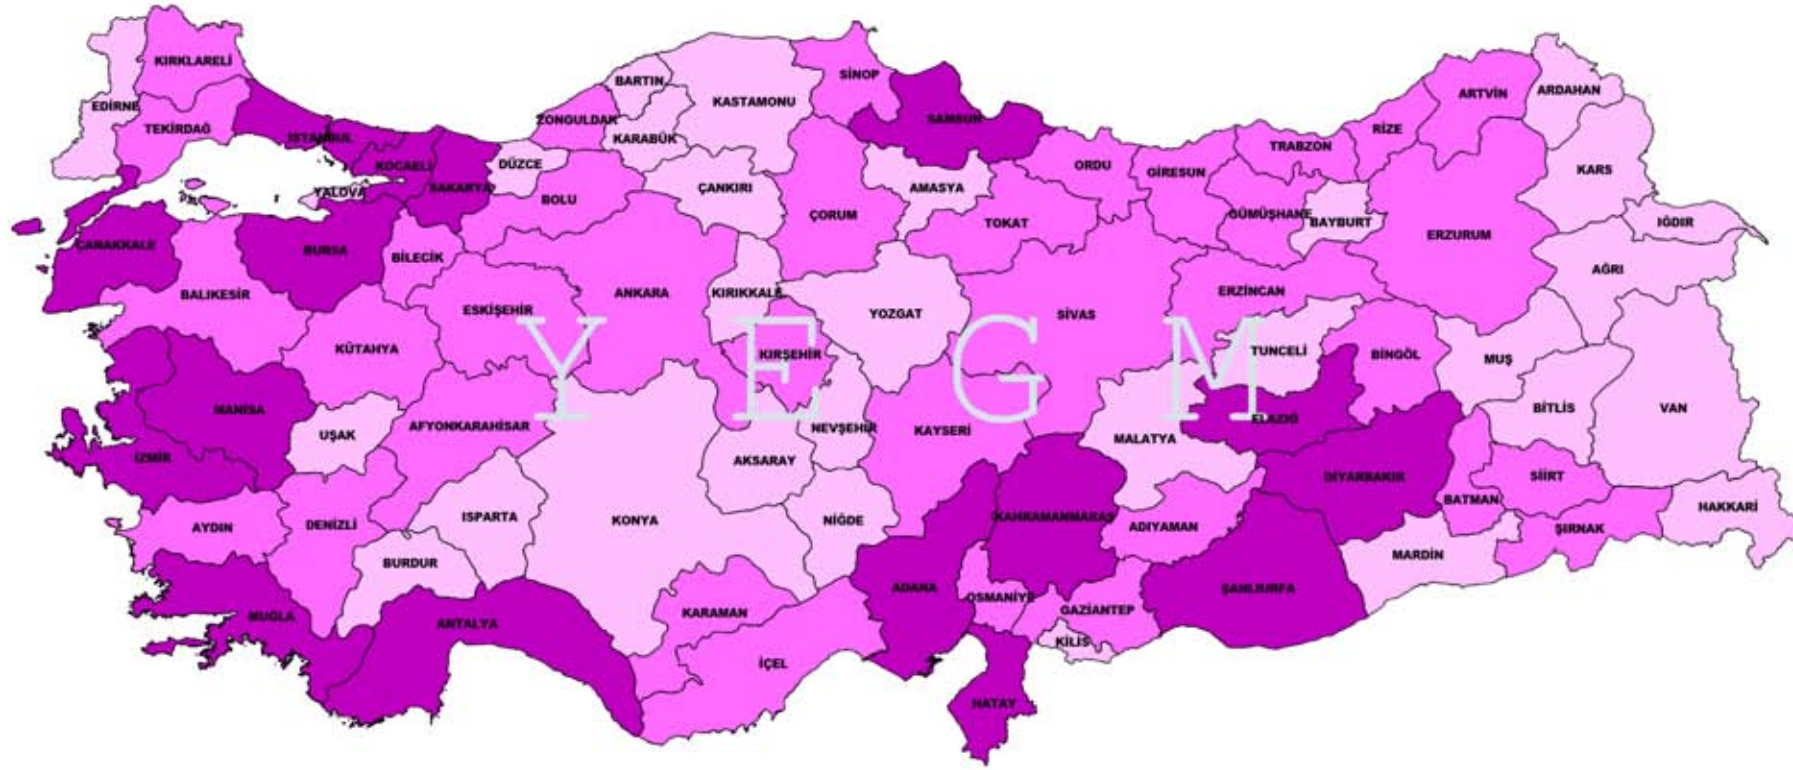 KIRKLARELİ
EDİRNE
TEKİRDAĞ
ISTANBUL
KOCAELİ
SAKARYA
YALOVA
DÜZCE
BOLU
ZONGULDAK
BARTIN
KARABÜK
KASTAMONU
ÇANKIRI
SİNOP
SAMSUN
AMASYA
ÇORUM
TOKAT
ORDU
GİRESUN
TRABZON
GÜMÜŞHANE
BAYBURT
RİZE
ARTVİN
ARDAHAN
KARS
IĞDIR
ERZURUM
AĞRI
ÇANAKKALE
BURSA
BİLECİK
BALIKESİR
ESKİŞEHİR
KÜTAHYA
ANKARA
KIRIKKALE
KIRŞEHİR
YOZGAT
SİVAS
ERZİNCAN
TUNCELİ
BİNGÖL
MUŞ
BİTLİS
VAN
Y E G M
MANİSA
İZMİR
UŞAK
AFYONKARAHİSAR
NEVŞEHİR
AKSARAY
KAYSERİ
MALATYA
ELAZIĞ
DİYARBAKIR
BATMAN
SİİRT
ŞIRNAK
HAKKARİ
AYDIN
DENİZLİ
ISPARTA
BURDUR
KONYA
NİĞDE
KAHRAMANMARAŞ
ADIYAMAN
MARDİN
ŞANLIURFA
MUĞLA
ANTALYA
KARAMAN
İÇEL
ADANA
OSMANİYE
GAZİANTEP
KİLİS
HATAY